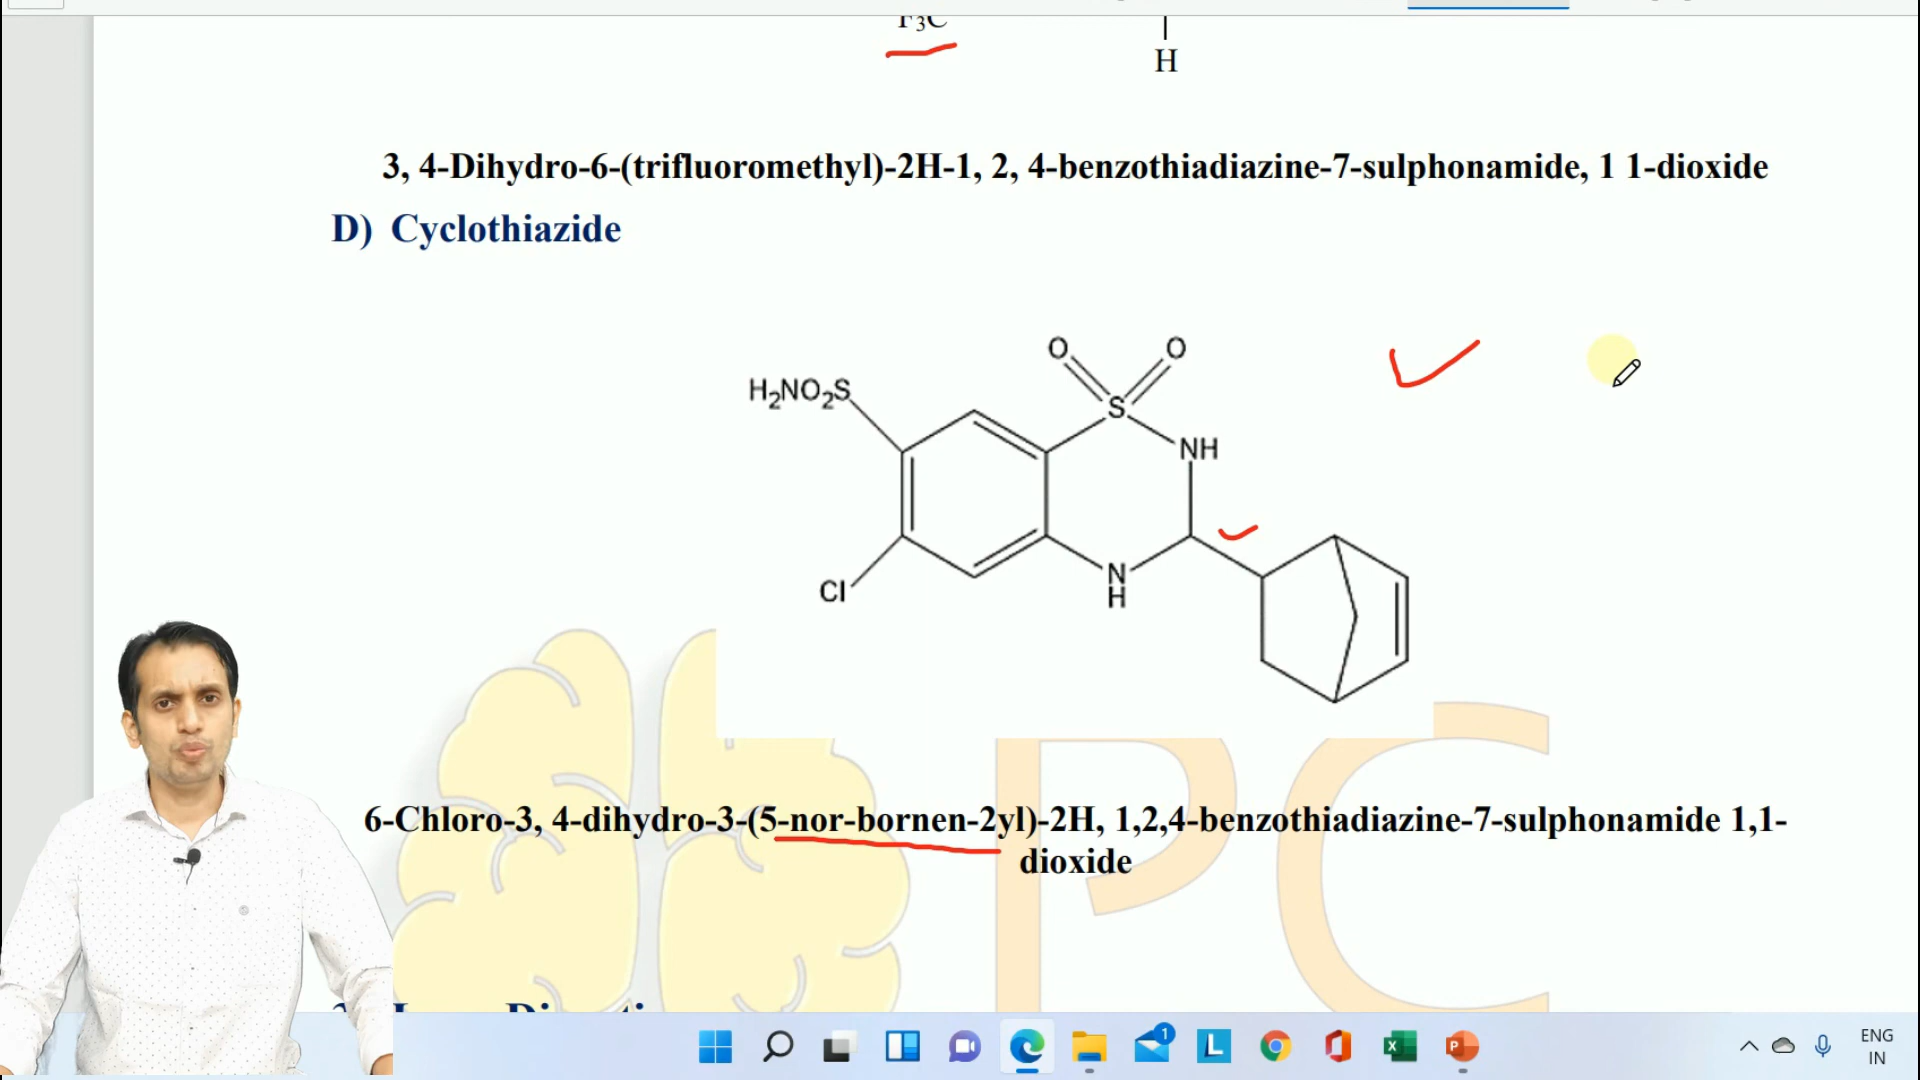 F₃C
H
3, 4-Dihydro-6-(trifluoromethyl)-2H-1, 2, 4-benzothiadiazine-7-sulphonamide, 1 1-dioxide
D) Cyclothiazide
O O
H₂NO₂S
S
NH
N
H
Cl
PC
6-Chloro-3, 4-dihydro-3-(5-nor-bornen-2yl)-2H, 1,2,4-benzothiadiazine-7-sulphonamide 1,1-
dioxide
1
L
X
P
ENG
IN